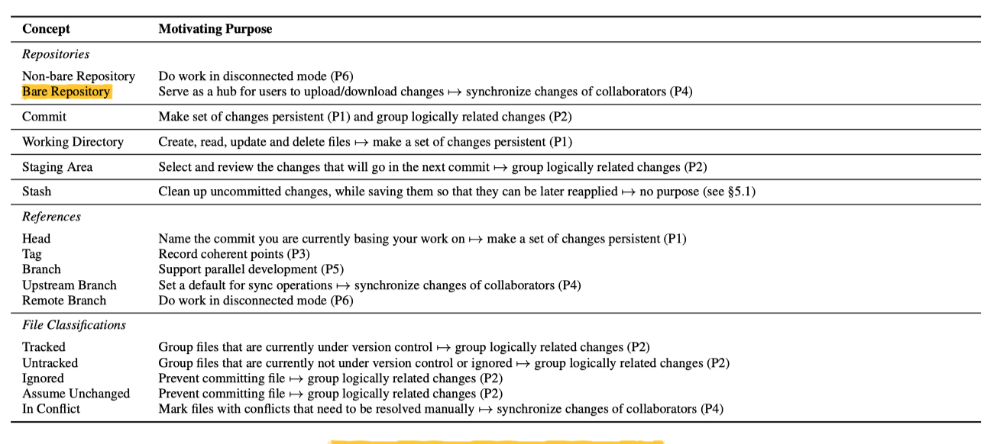 Concept Motivating Purpose
Repositories
Non-bare Repository Do work in disconnected mode (P6)
Bare Repository Serve as a hub for users to upload/download changes ↦ synchronize changes of collaborators (P4)
Commit Make set of changes persistent (P1) and group logically related changes (P2)
Working Directory Create, read, update and delete files ↦ make a set of changes persistent (P1)
Staging Area Select and review the changes that will go in the next commit ↦ group logically related changes (P2)
Stash Clean up uncommitted changes, while saving them so that they can be later reapplied ↦ no purpose (see §5.1)
References
Head Name the commit you are currently basing your work on ↦ make a set of changes persistent (P1)
Tag Record coherent points (P3)
Branch Support parallel development (P5)
Upstream Branch Set a default for sync operations ↦ synchronize changes of collaborators (P4)
Remote Branch Do work in disconnected mode (P6)
File Classifications
Tracked Group files that are currently under version control ↦ group logically related changes (P2)
Untracked Group files that are currently not under version control or ignored ↦ group logically related changes (P2)
Ignored Prevent committing file ↦ group logically related changes (P2)
Assume Unchanged Prevent committing file ↦ group logically related changes (P2)
In Conflict Mark files with conflicts that need to be resolved manually ↦ synchronize changes of collaborators (P4)